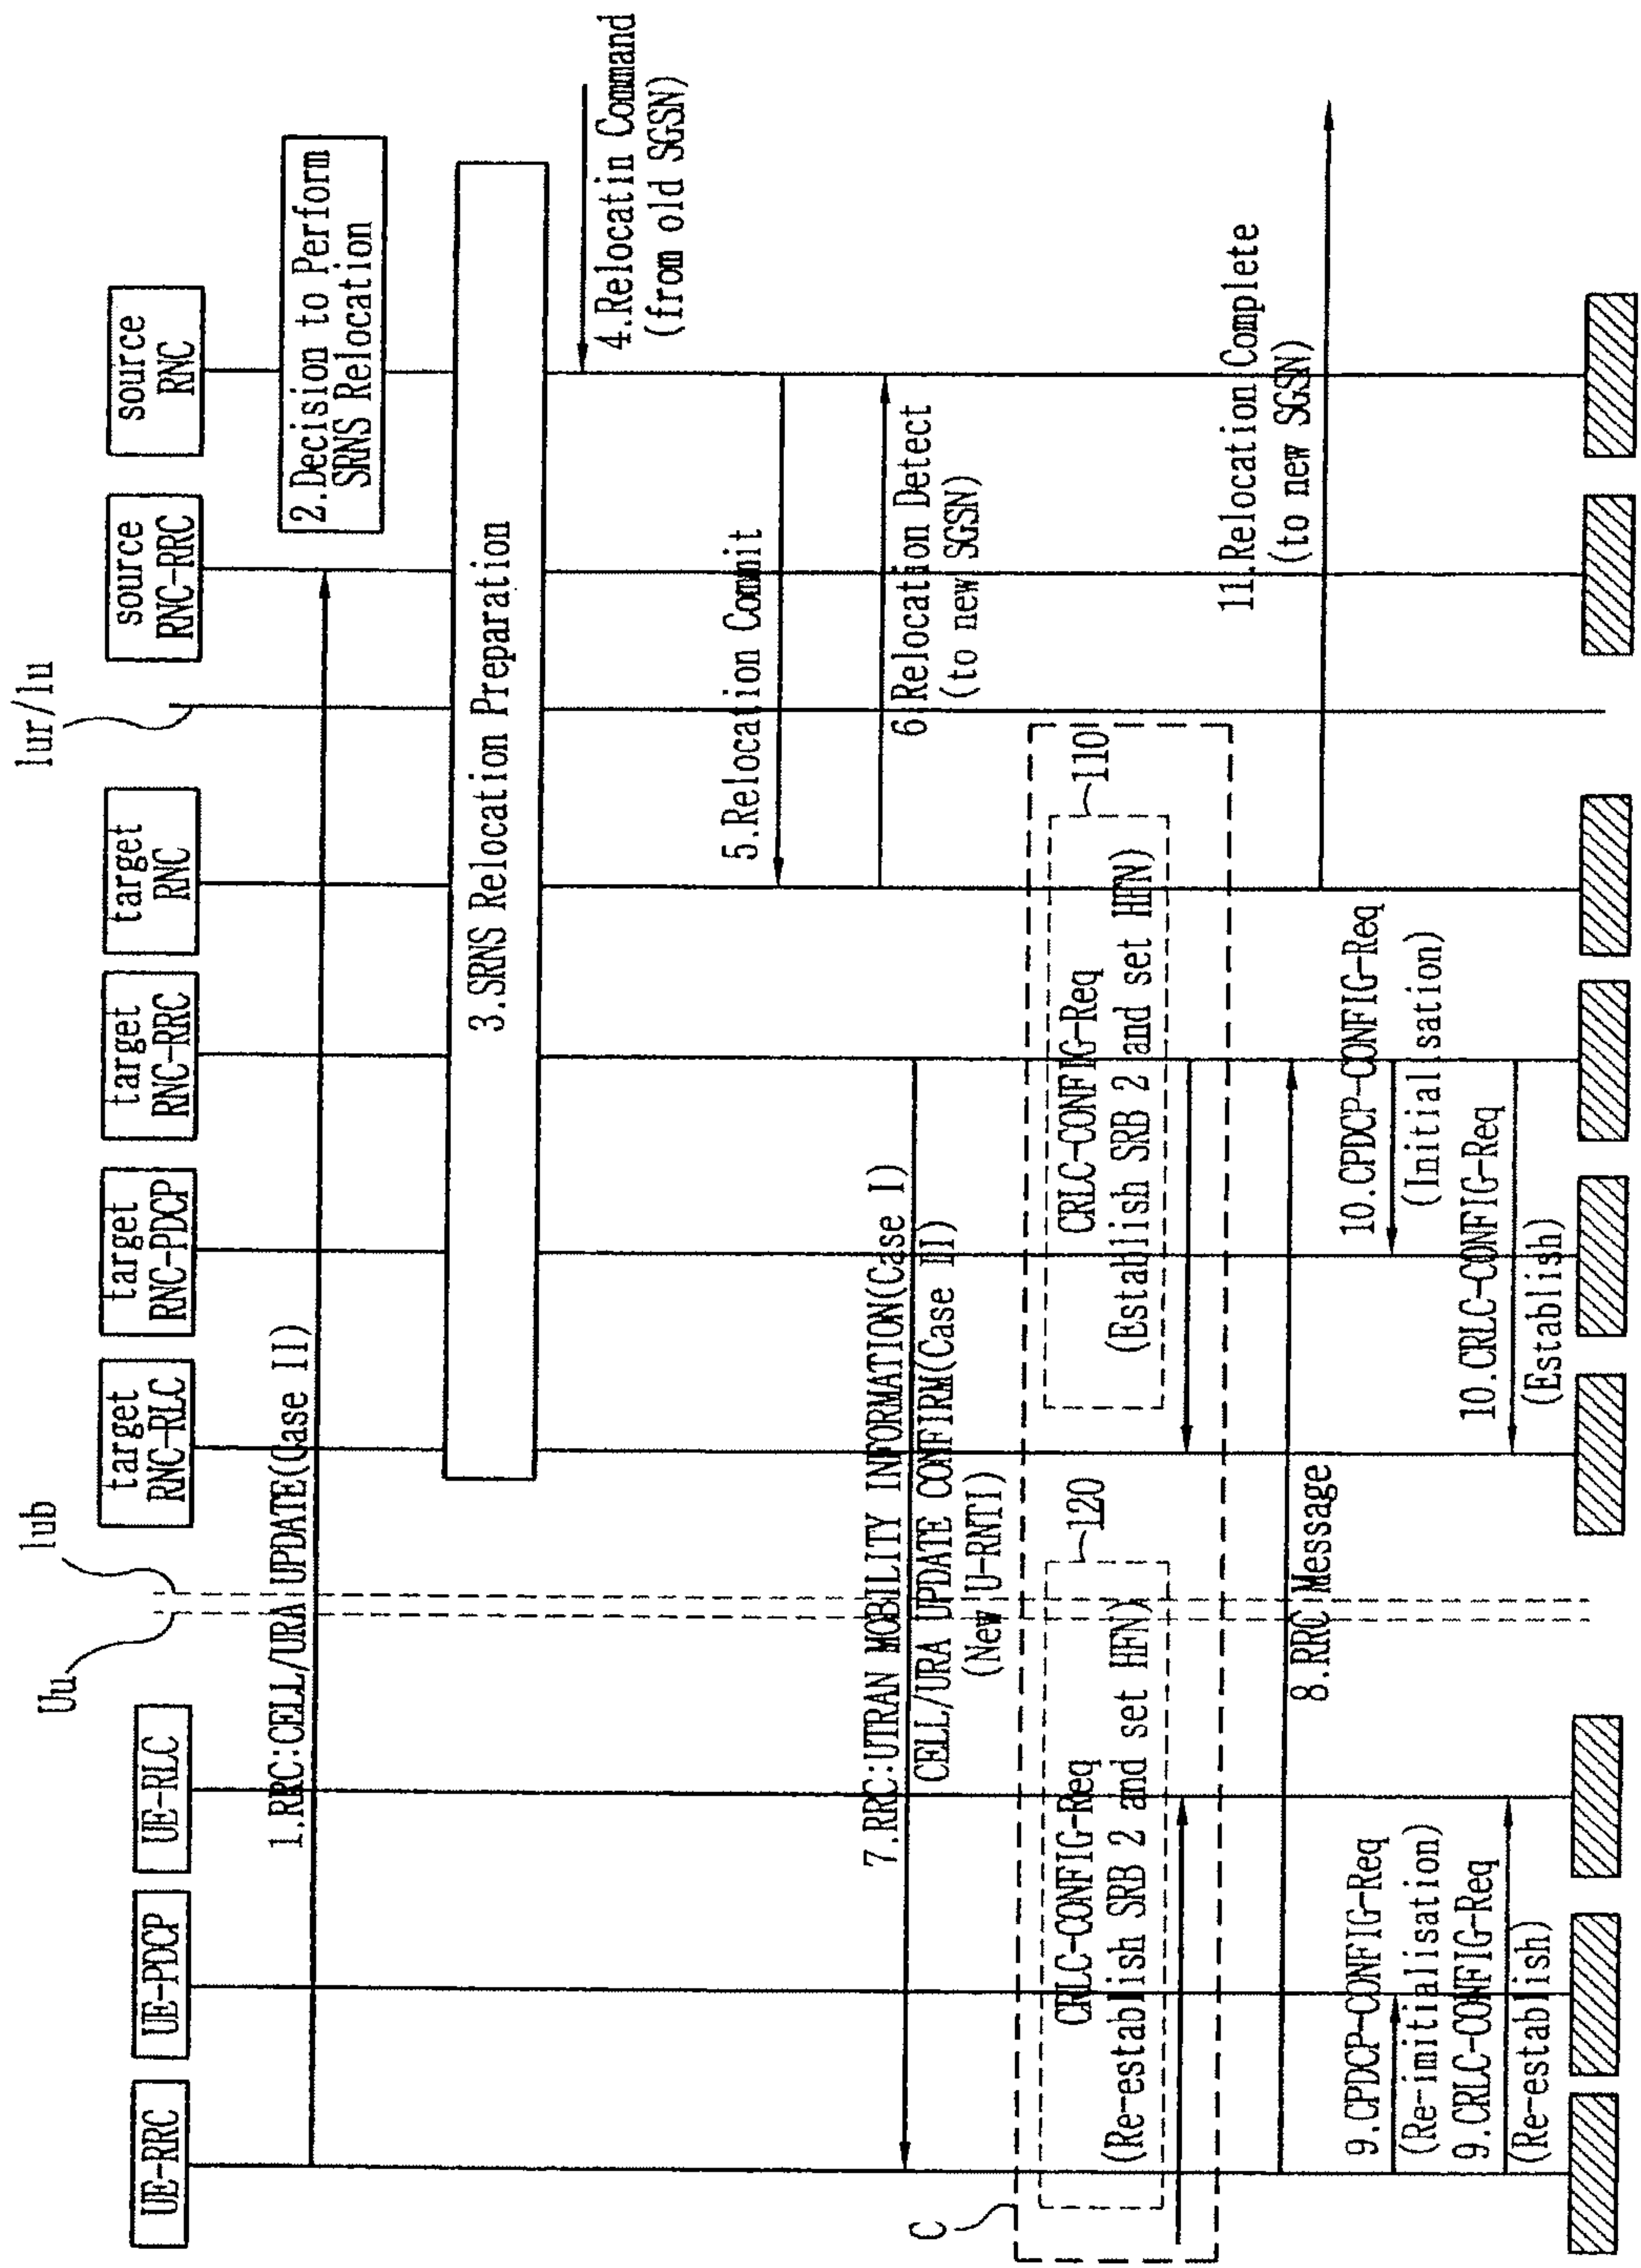 UE-RRC
UE-PDCP
UE-RLC
Uu
lub
target
RNC-RLC
target
RNC-PDCP
target
RNC-RRC
target
RNC
lur/lu
source
RNC-RRC
source
RNC
1.RRC:CELL/URA UPDATE(Case II)
2.Decision to Perform
SRNS Relocation
3.SRNS Relocation Preparation
4.Relocatin Command
(from old SGSN)
5.Relocation Commit
6.Relocation Detect
(to new SGSN)
7.RRC:UTRAN MOBILITY INFORMATION(Case I)
CELL/URA UPDATE CONFIRM(Case II)
(New U-RNTI)
C
120
CRLC-CONFIG-Req
(Re-establish SRB 2 and set HFN)
110
CRLC-CONFIG-Req
(Establish SRB 2 and set HFN)
8.RRC Message
9.CPDCP-CONFIG-Req
(Re-imitialisation)
9.CRLC-CONFIG-Req
(Re-establish)
10.CPDCP-CONFIG-Req
(Initialisation)
10.CRLC-CONFIG-Req
(Establish)
11.Relocation Complete
(to new SGSN)